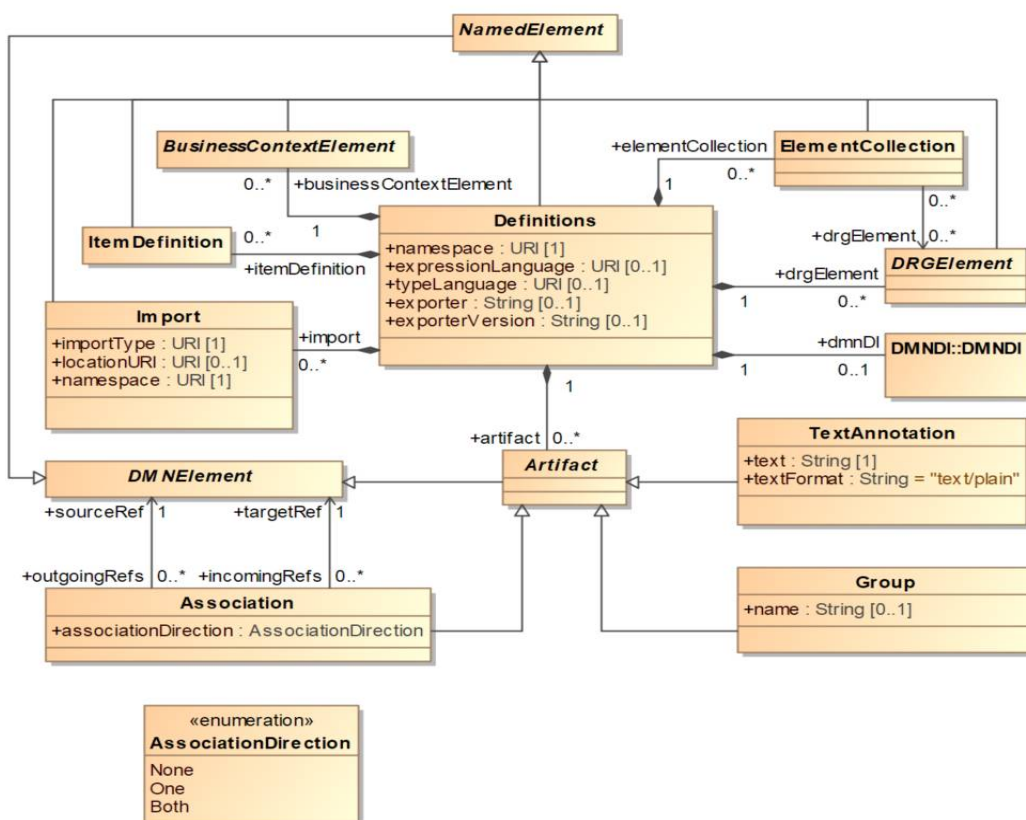 NamedElement
BusinessContextElement
0..*
+businessContextElement
1
+elementCollection
0..*
1
ElementCollection
0..*
+drgElement
0..*
ItemDefinition
0..*
+itemDefinition
Definitions
+namespace : URI [1]
+expressionLanguage : URI [0..1]
+typeLanguage : URI [0..1]
+exporter : String [0..1]
+exporterVersion : String [0..1]
DRGElement
+drgElement
1
0..*
Import
+importType : URI [1]
+locationURI : URI [0..1]
+namespace : URI [1]
+import
0..*
+dmnDI
1
0..1
DMNDI::DMNDI
1
+artifact
0..*
DMNElement
Artifact
TextAnnotation
+text : String [1]
+textFormat : String = "text/plain"
+sourceRef
1
+targetRef
1
+outgoingRefs
0..*
+incomingRefs
0..*
Association
+associationDirection : AssociationDirection
Group
+name : String [0..1]
«enumeration»
AssociationDirection
None
One
Both